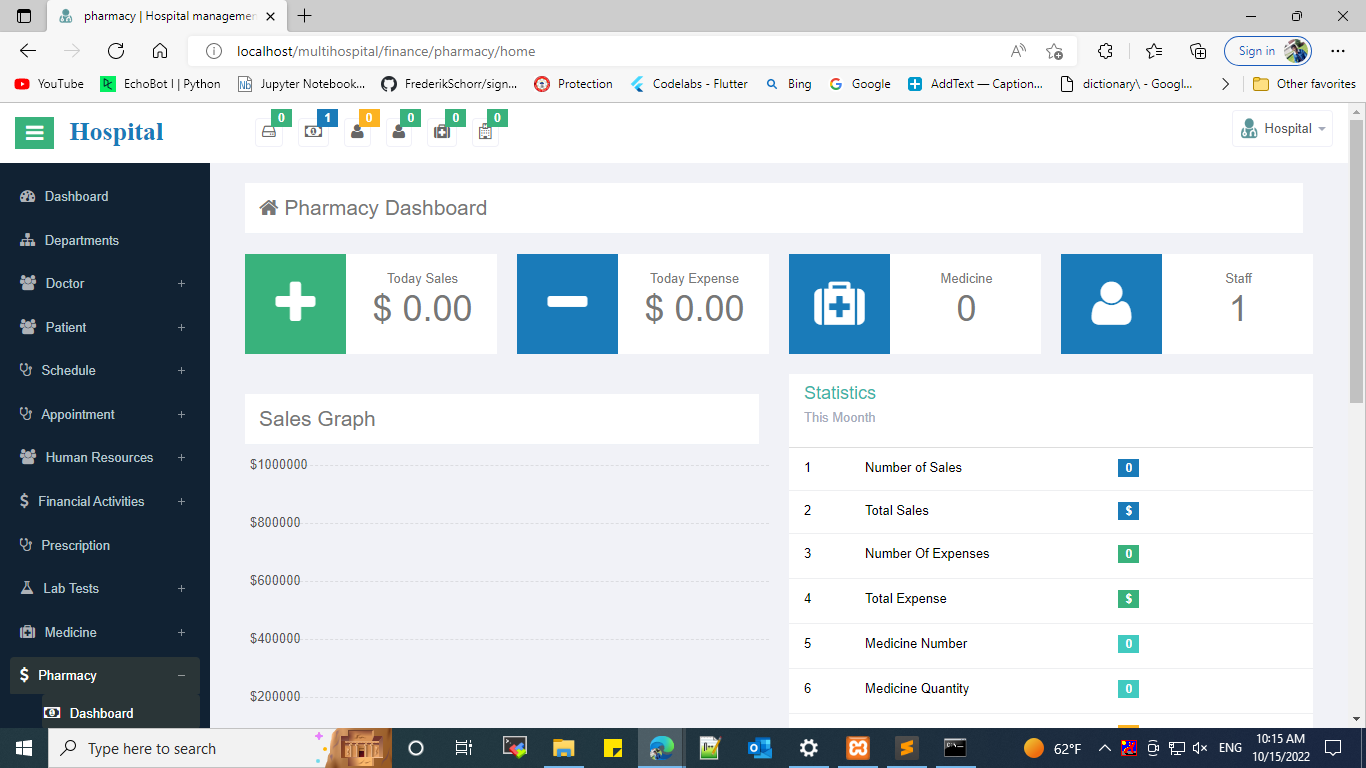 pharmacy | Hospital managemen
localhost/multihospital/finance/pharmacy/home
Sign in
YouTube
EchoBot I | Python
Jupyter Notebook...
FrederikSchorr/sign...
Protection
Codelabs - Flutter
Bing
Google
AddText — Caption...
dictionary\ - Googl...
Other favorites
Hospital
0
1
0
0
0
0
Hospital
Dashboard
Departments
Doctor
Patient
Schedule
Appointment
Human Resources
Financial Activities
Prescription
Lab Tests
Medicine
Pharmacy
Dashboard
Pharmacy Dashboard
Today Sales
$ 0.00
Today Expense
$ 0.00
Medicine
0
Staff
1
Sales Graph
$1000000
$800000
$600000
$400000
$200000
Statistics
This Moonth
1 Number of Sales 0
2 Total Sales $
3 Number Of Expenses 0
4 Total Expense $
5 Medicine Number 0
6 Medicine Quantity 0
Type here to search
62°F
ENG
10:15 AM
10/15/2022